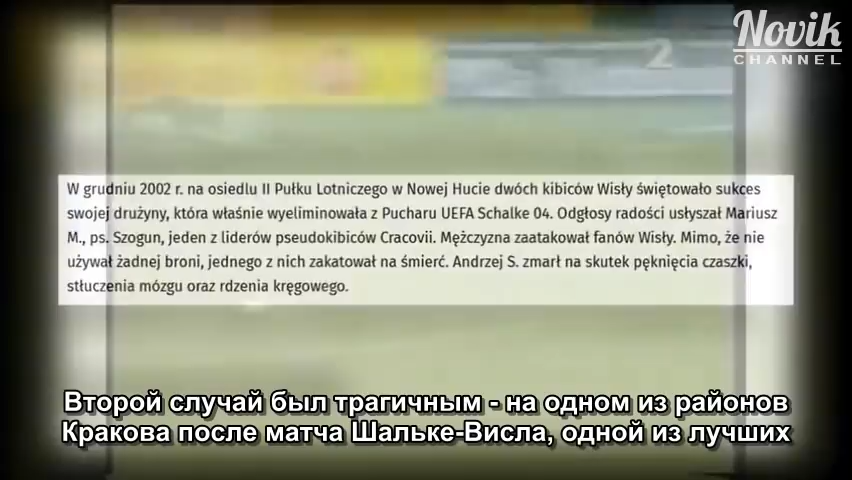 Novik
CHANNEL
2
W grudniu 2002 r. na osiedlu II Pułku Lotniczego w Nowej Hucie dwóch kibiców Wisły świętowało sukces
swojej drużyny, która właśnie wyeliminowała z Pucharu UEFA Schalke 04. Odgłosy radości usłyszał Mariusz
M., ps. Szogun, jeden z liderów pseudokibiców Cracovii. Mężczyzna zaatakował fanów Wisły. Mimo, że nie
używał żadnej broni, jednego z nich zakatował na śmierć. Andrzej S. zmarł na skutek pęknięcia czaszki,
stłuczenia mózgu oraz rdzenia kręgowego.
Второй случай был трагичным - на одном из районов
Кракова после матча Шальке-Висла, одной из лучших